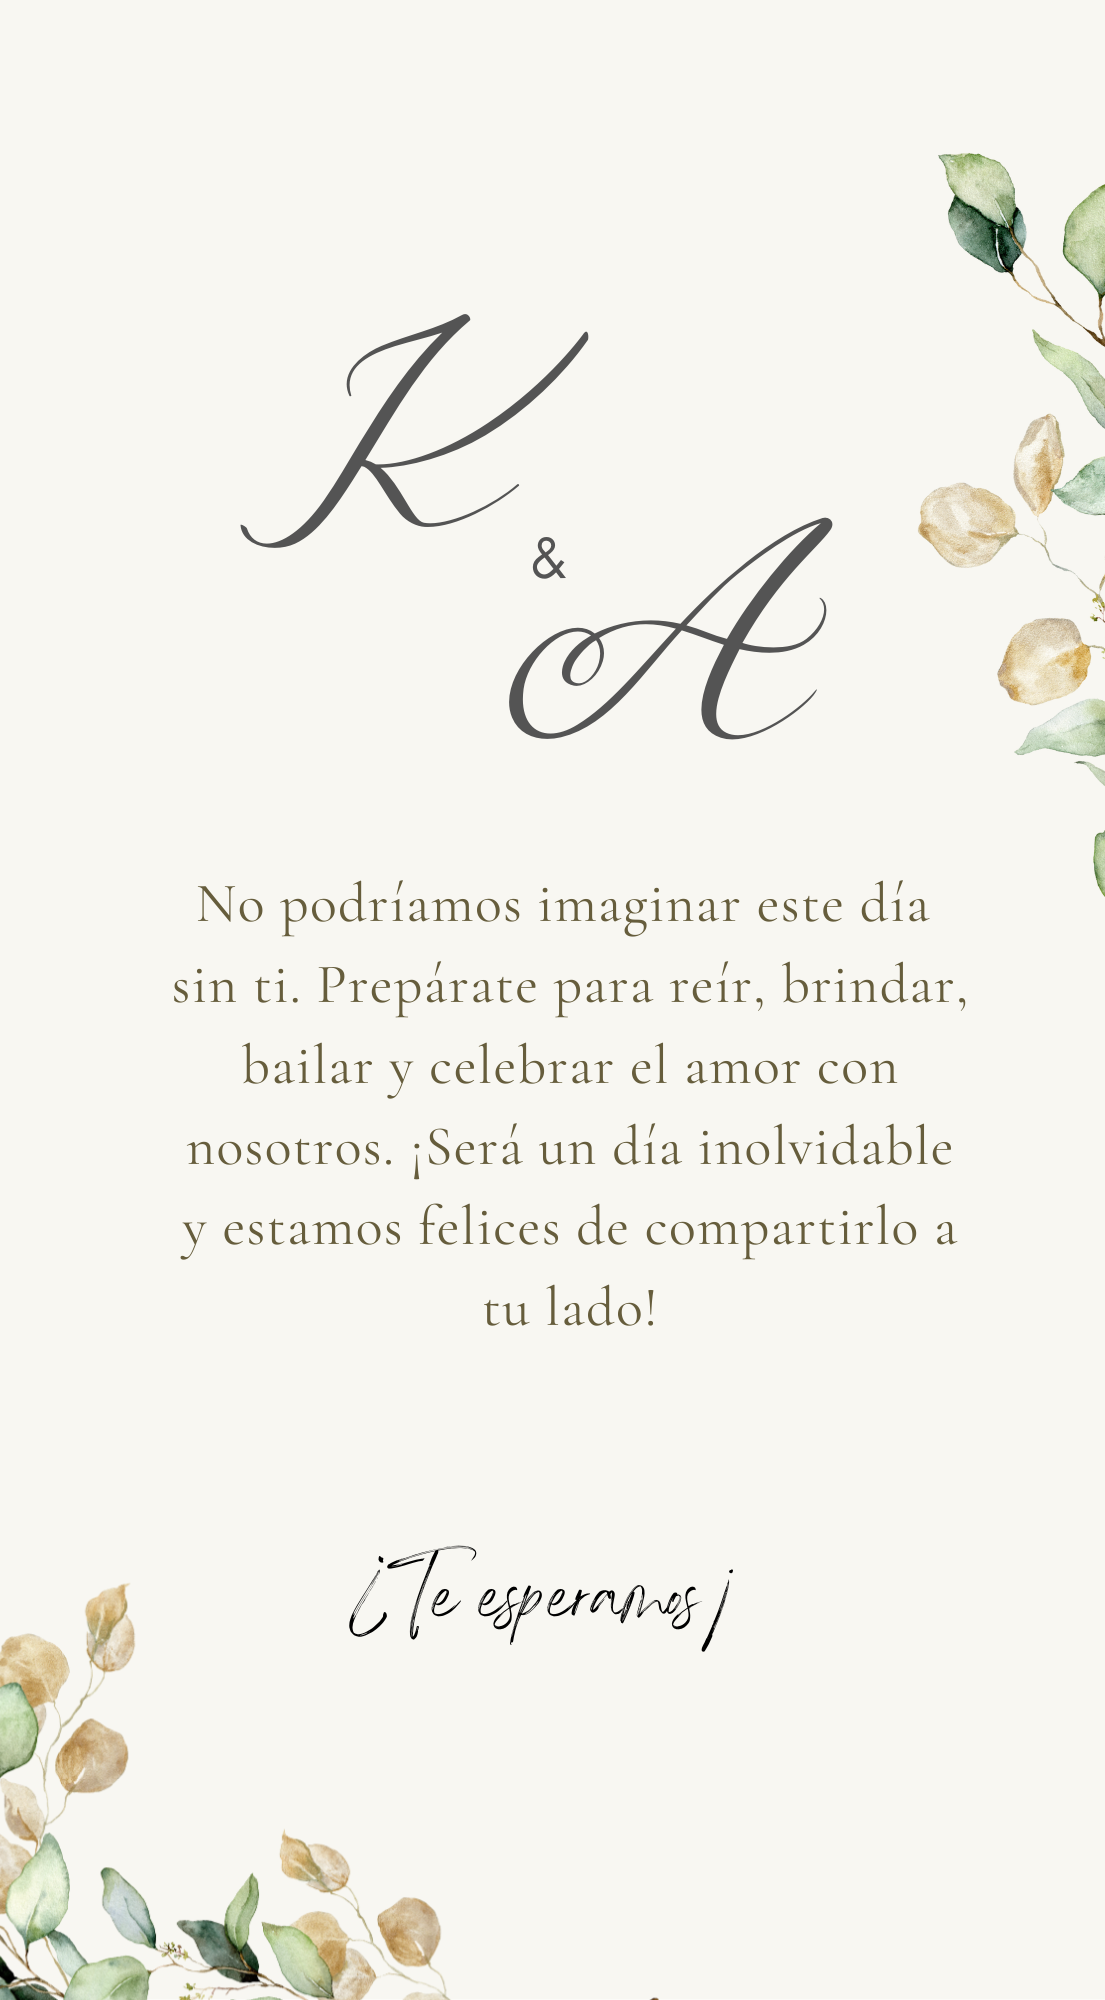 K
&
A
No podríamos imaginar este día
sin ti. Prepárate para reír, brindar,
bailar y celebrar el amor con
nosotros. ¡Será un día inolvidable
y estamos felices de compartirlo a
tu lado!
¿Te esperamos¡